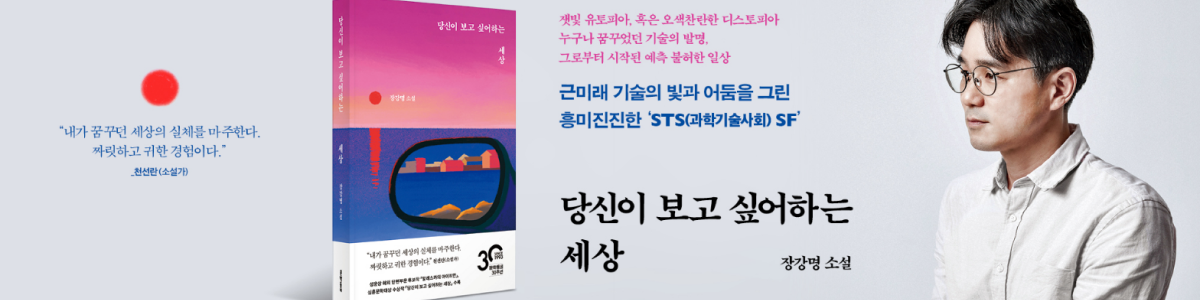 “내가 꿈꾸던 세상의 실체를 마주한다.
짜릿하고 귀한 경험이다.”
_천선란(소설가)
당신이 보고 싶어하는
세상
장강명 소설
당신이 보고 싶어하는 세상
장강명 소설
“내가 꿈꾸던 세상의 실체를 마주한다.
짜릿하고 귀한 경험이다.” 천선란(소설가)
30
잿빛 유토피아, 혹은 오색찬란한 디스토피아
누구나 꿈꾸었던 기술의 발명,
그로부터 시작된 예측 불허한 일상
근미래 기술의 빛과 어둠을 그린
흥미진진한 ‘STS(과학기술사회) SF’
당신이 보고 싶어하는
세상
장강명 소설